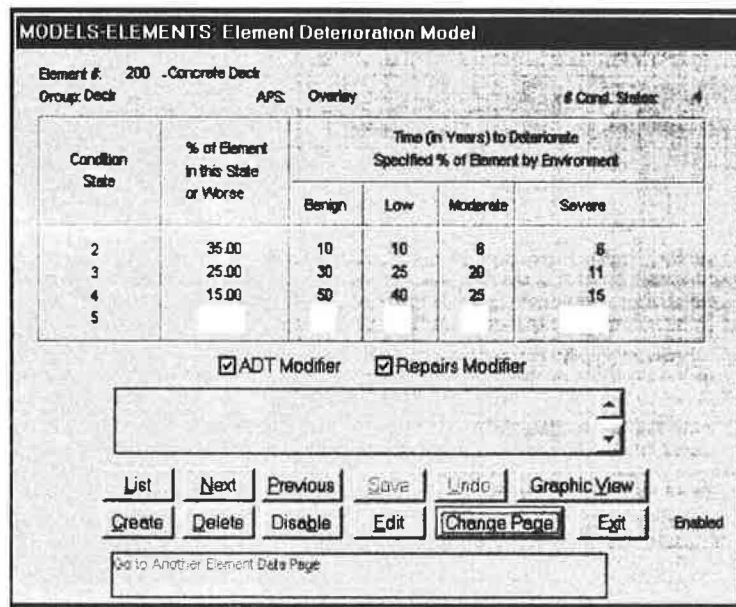 MODELS-ELEMENTS: Element Deterioration Model
Element #: 200 - Concrete Deck
Group: Deck APS: Overlay # Cond. States: 4
Condition State % of Element In this State or Worse Time (in Years) to Deteriorate Specified % of Element by Environment
Benign Low Moderate Severe
2 35.00 10 10 8 6
3 25.00 30 25 20 11
4 15.00 50 40 25 15
5
ADT Modifier Repairs Modifier
List Next Previous Save Undo Graphic View
Create Delete Disable Edit Change Page Exit Enabled
Go to Another Element Data Page